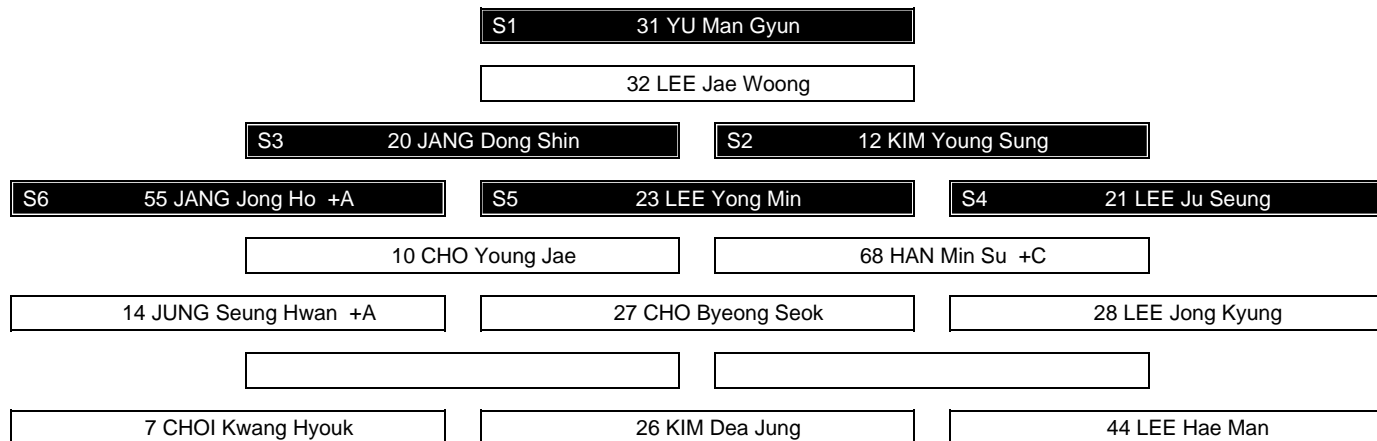 S1 31 YU Man Gyun
32 LEE Jae Woong
S3 20 JANG Dong Shin S2 12 KIM Young Sung
S6 55 JANG Jong Ho +A S5 23 LEE Yong Min S4 21 LEE Ju Seung
10 CHO Young Jae 68 HAN Min Su +C
14 JUNG Seung Hwan +A 27 CHO Byeong Seok 28 LEE Jong Kyung
7 CHOI Kwang Hyouk 26 KIM Dea Jung 44 LEE Hae Man